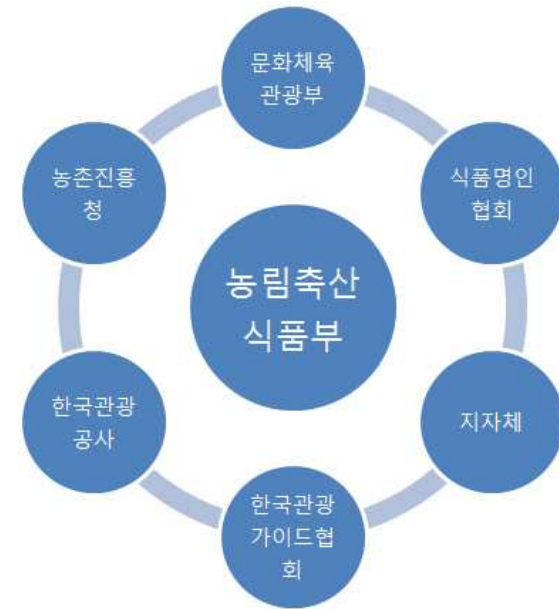 문화체육
관광부
식품명인
협회
지자체
한국관광
가이드협
회
한국관광
공사
농촌진흥
청
농림축산
식품부